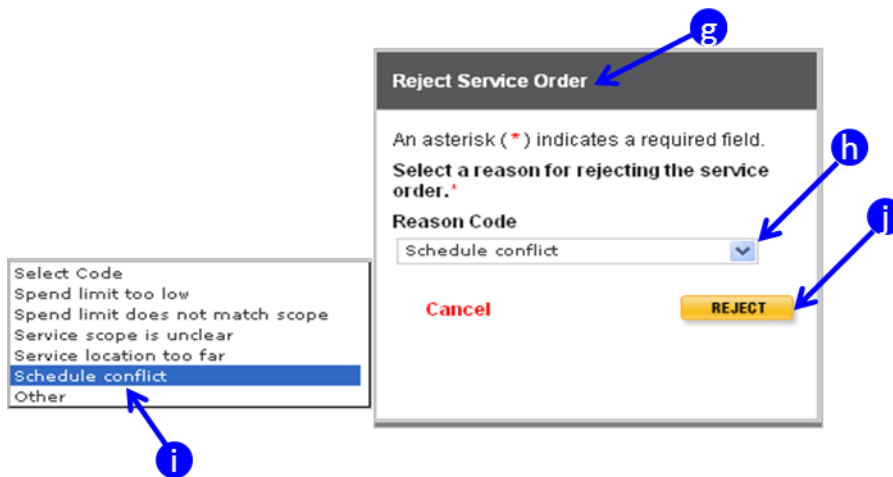 g
Reject Service Order
An asterisk (*) indicates a required field.
h
Select a reason for rejecting the service
order.*
Reason Code
j
Schedule conflict
Select Code
Spend limit too low
Spend limit does not match scope
Service scope is unclear
Service location too far
Schedule conflict
Other
Cancel
REJECT
i